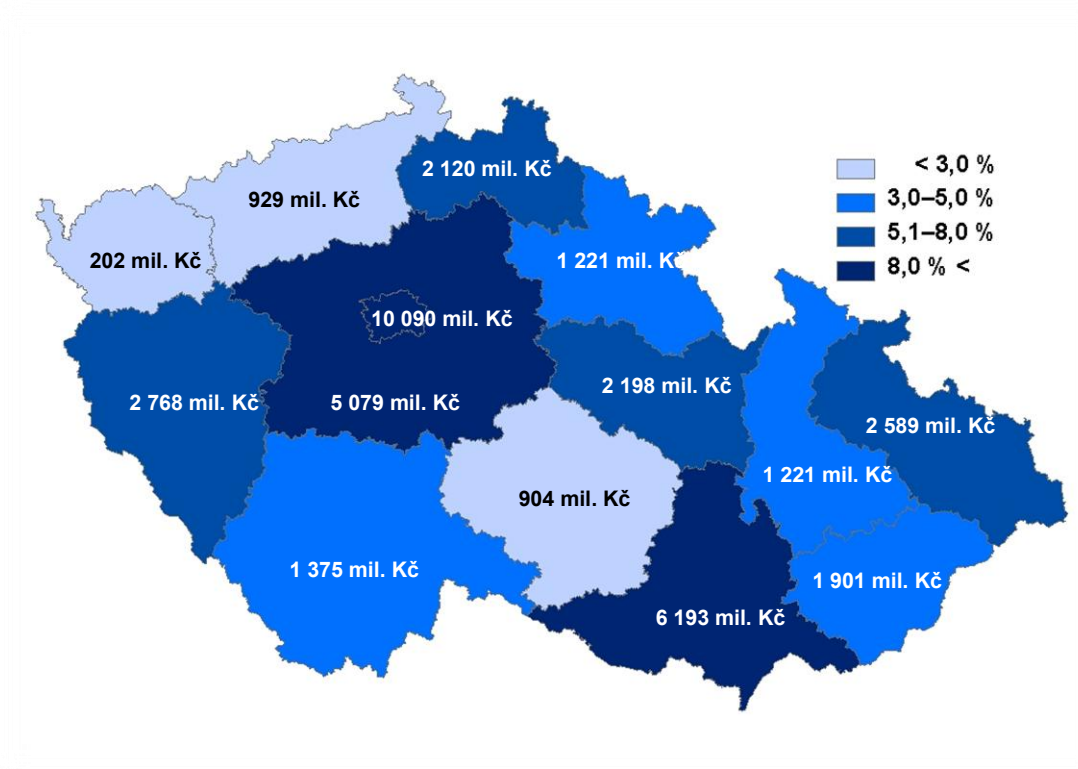 2 120 mil. Kč
929 mil. Kč
202 mil. Kč
1 221 mil. Kč
10 090 mil. Kč
2 768 mil. Kč
5 079 mil. Kč
2 198 mil. Kč
2 589 mil. Kč
1 221 mil. Kč
904 mil. Kč
1 375 mil. Kč
1 901 mil. Kč
6 193 mil. Kč
< 3,0 %
3,0–5,0 %
5,1–8,0 %
8,0 % <